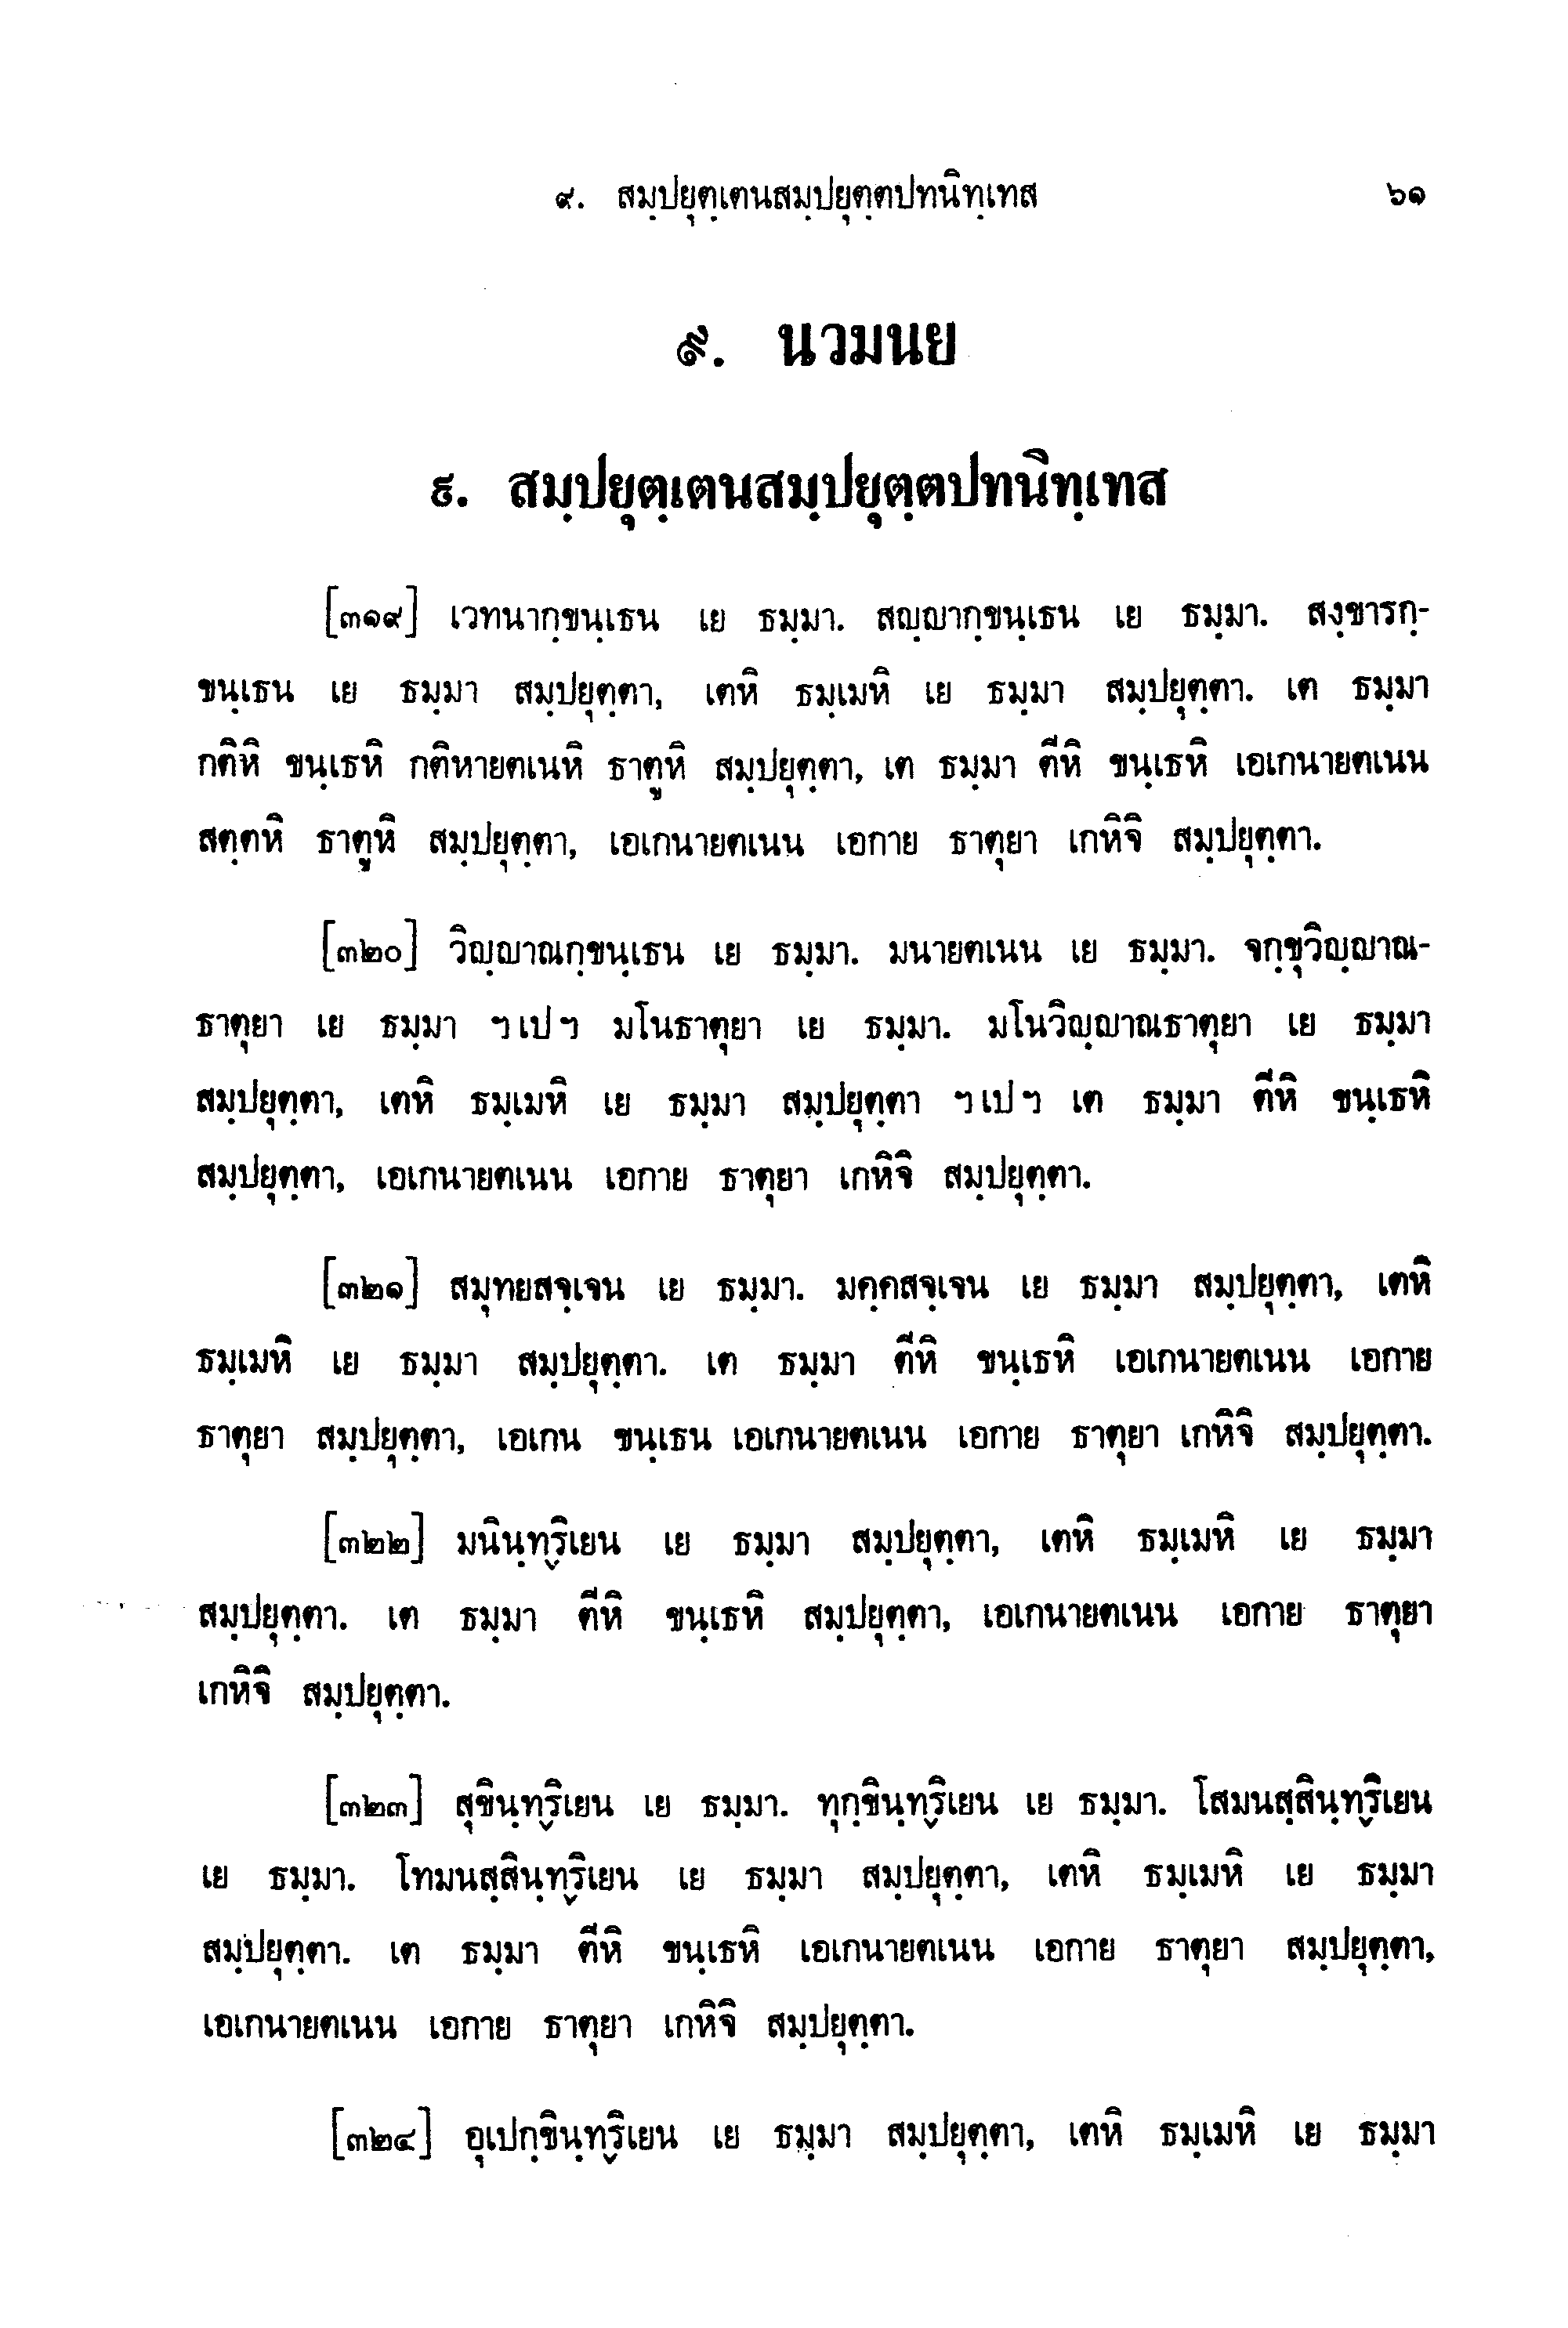 ๙. สมฺปยุตฺเตนสมฺปยุตฺตปทนิทฺเทส ๖๑
๙. นวมนย
๙. สมฺปยุตฺเตนสมฺปยุตฺตปทนิทฺเทส
[๓๑๙] เวทนากฺขนฺเธน เย ธมฺมา. สญฺญากฺขนฺเธน เย ธมฺมา. สงฺขารกฺ-
ขนฺเธน เย ธมฺมา สมฺปยุตฺตา, เตหิ ธมฺเมหิ เย ธมฺมา สมฺปยุตฺตา. เต ธมฺมา
กติหิ ขนฺเธหิ กติหายตเนหิ ธาตูหิ สมฺปยุตฺตา, เต ธมฺมา ตีหิ ขนฺเธหิ เอเกนายตเนน
สตฺตหิ ธาตูหิ สมฺปยุตฺตา, เอเกนายตเนน เอกาย ธาตุยา เกหิจิ สมฺปยุตฺตา.
[๓๒๐] วิญฺญาณกฺขนฺเธน เย ธมฺมา. มนายตเนน เย ธมฺมา. จกฺขุวิญฺญาณ-
ธาตุยา เย ธมฺมา ฯเปฯ มโนธาตุยา เย ธมฺมา. มโนวิญฺญาณธาตุยา เย ธมฺมา
สมฺปยุตฺตา, เตหิ ธมฺเมหิ เย ธมฺมา สมฺปยุตฺตา ฯเปฯ เต ธมฺมา ตีหิ ขนฺเธหิ
สมฺปยุตฺตา, เอเกนายตเนน เอกาย ธาตุยา เกหิจิ สมฺปยุตฺตา.
[๓๒๑] สมุทยสจฺเจน เย ธมฺมา. มคฺคสจฺเจน เย ธมฺมา สมฺปยุตฺตา, เตหิ
ธมฺเมหิ เย ธมฺมา สมฺปยุตฺตา. เต ธมฺมา ตีหิ ขนฺเธหิ เอเกนายตเนน เอกาย
ธาตุยา สมฺปยุตฺตา, เอเกน ขนฺเธน เอเกนายตเนน เอกาย ธาตุยา เกหิจิ สมฺปยุตฺตา.
[๓๒๒] มนินฺทฺริเยน เย ธมฺมา สมฺปยุตฺตา, เตหิ ธมฺเมหิ เย ธมฺมา
สมฺปยุตฺตา. เต ธมฺมา ตีหิ ขนฺเธหิ สมฺปยุตฺตา, เอเกนายตเนน เอกาย ธาตุยา
เกหิจิ สมฺปยุตฺตา.
[๓๒๓] สุขินฺทฺริเยน เย ธมฺมา. ทุกฺขินฺทฺริเยน เย ธมฺมา. โสมนสฺสินฺทฺริเยน
เย ธมฺมา. โทมนสฺสินฺทฺริเยน เย ธมฺมา สมฺปยุตฺตา, เตหิ ธมฺเมหิ เย ธมฺมา
สมฺปยุตฺตา. เต ธมฺมา ตีหิ ขนฺเธหิ เอเกนายตเนน เอกาย ธาตุยา สมฺปยุตฺตา,
เอเกนายตเนน เอกาย ธาตุยา เกหิจิ สมฺปยุตฺตา.
[๓๒๔] อุเปกฺขินฺทฺริเยน เย ธมฺมา สมฺปยุตฺตา, เตหิ ธมฺเมหิ เย ธมฺมา